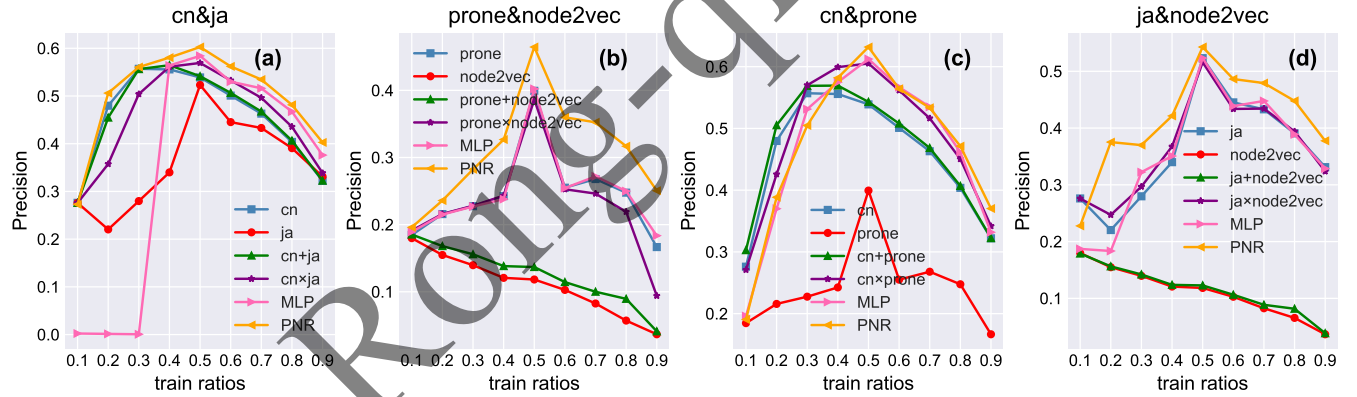 cn&ja
prone&node2vec
cn&prone
ja&node2vec
(a)
Precision
0.6
0.5
0.4
0.3
0.2
0.1
0.0
cn
ja
cn+ja
cn×ja
MLP
PNR
0.1 0.2 0.3 0.4 0.5 0.6 0.7 0.8 0.9
train ratios
(b)
Precision
0.4
0.3
0.2
0.1
prone
node2vec
prone+node2vec
prone×node2vec
MLP
PNR
0.1 0.2 0.3 0.4 0.5 0.6 0.7 0.8 0.9
train ratios
(c)
Precision
0.6
0.5
0.4
0.3
0.2
cn
prone
cn+prone
cn×prone
MLP
PNR
0.1 0.2 0.3 0.4 0.5 0.6 0.7 0.8 0.9
train ratios
(d)
Precision
0.5
0.4
0.3
0.2
0.1
ja
node2vec
ja+node2vec
ja×node2vec
MLP
PNR
0.1 0.2 0.3 0.4 0.5 0.6 0.7 0.8 0.9
train ratios